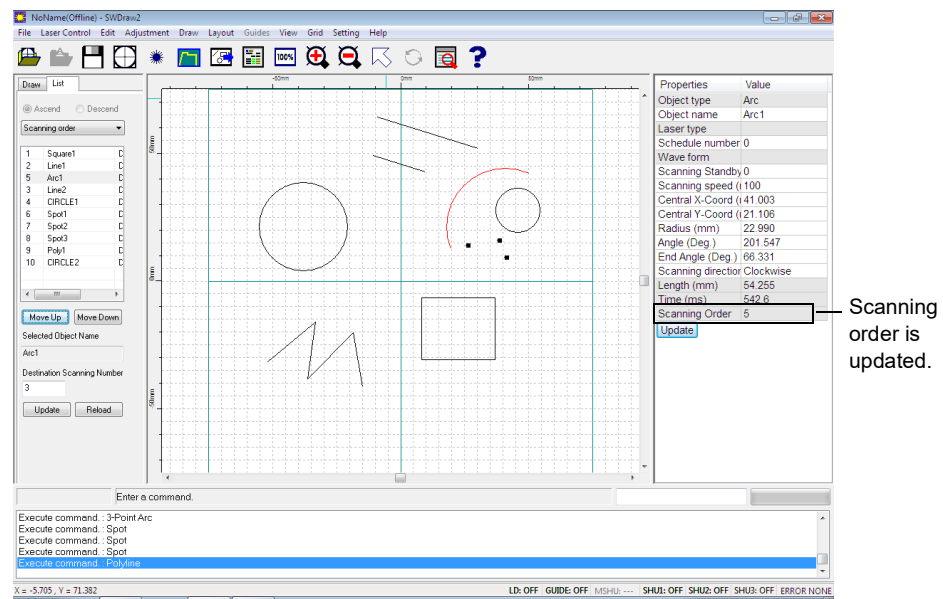 NoName(Offline) - SWDraw2
File Laser Control Edit Adjustment Draw Layout Guides View Grid Setting Help
100%
Draw List
Ascend Descend
Scanning order
1 Square1 D
2 Line1 D
5 Arc1 D
3 Line2 D
4 CIRCLE1 D
6 Spot1 D
7 Spot2 D
8 Spot3 D
9 Poly1 D
10 CIRCLE2 D
Move Up Move Down
Selected Object Name
Arc1
Destination Scanning Number
3
Update Reload
-50mm 0mm 50mm
50mm
0mm
-50mm
Properties Value
Object type Arc
Object name Arc1
Laser type
Schedule number 0
Wave form
Scanning Standby 0
Scanning speed ( 100
Central X-Coord ( 41.003
Central Y-Coord ( 21.106
Radius (mm) 22.990
Angle (Deg.) 201.547
End Angle (Deg.) 66.331
Scanning direction Clockwise
Length (mm) 54.255
Time (ms) 542.6
Scanning Order 5
Update
Scanning
order is
updated.
Enter a command.
Execute command. : 3-Point Arc
Execute command. : Spot
Execute command. : Spot
Execute command. : Spot
Execute command. : Polyline
X = -5.705 , Y = 71.382 LD: OFF GUIDE: OFF MSHU: --- SHU1: OFF SHU2: OFF SHU3: OFF ERROR NONE